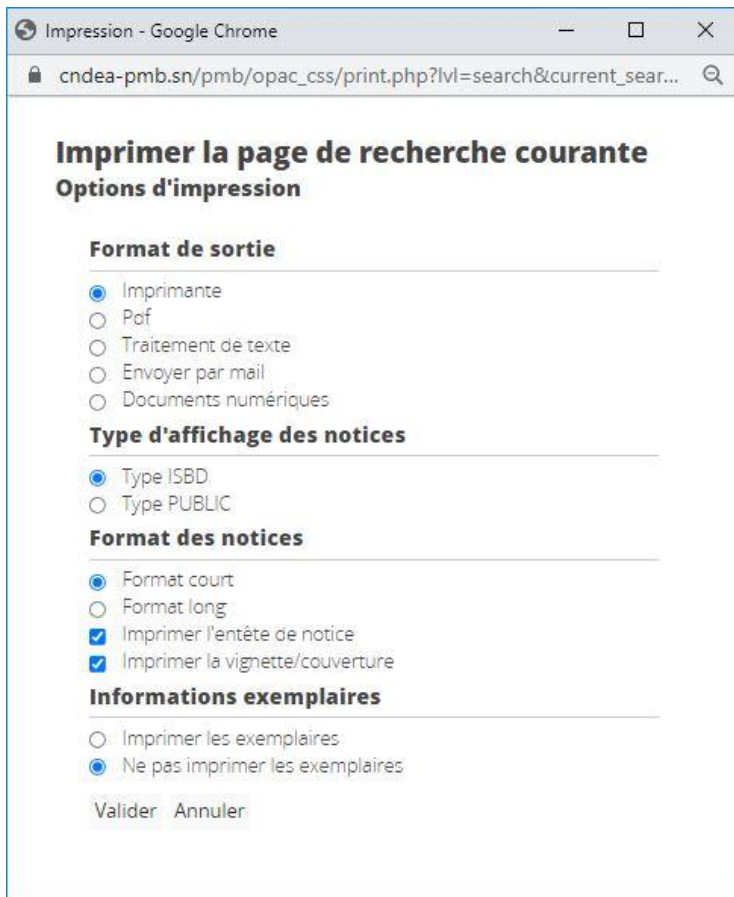 Impression - Google Chrome
cndea-pmb.sn/pmb/opac_css/print.php?lvl=search&current_sear...
Imprimer la page de recherche courante
Options d'impression
Format de sortie
Imprimante
Pdf
Traitement de texte
Envoyer par mail
Documents numériques
Type d'affichage des notices
Type ISBD
Type PUBLIC
Format des notices
Format court
Format long
Imprimer l'entête de notice
Imprimer la vignette/couverture
Informations exemplaires
Imprimer les exemplaires
Ne pas imprimer les exemplaires
Valider Annuler